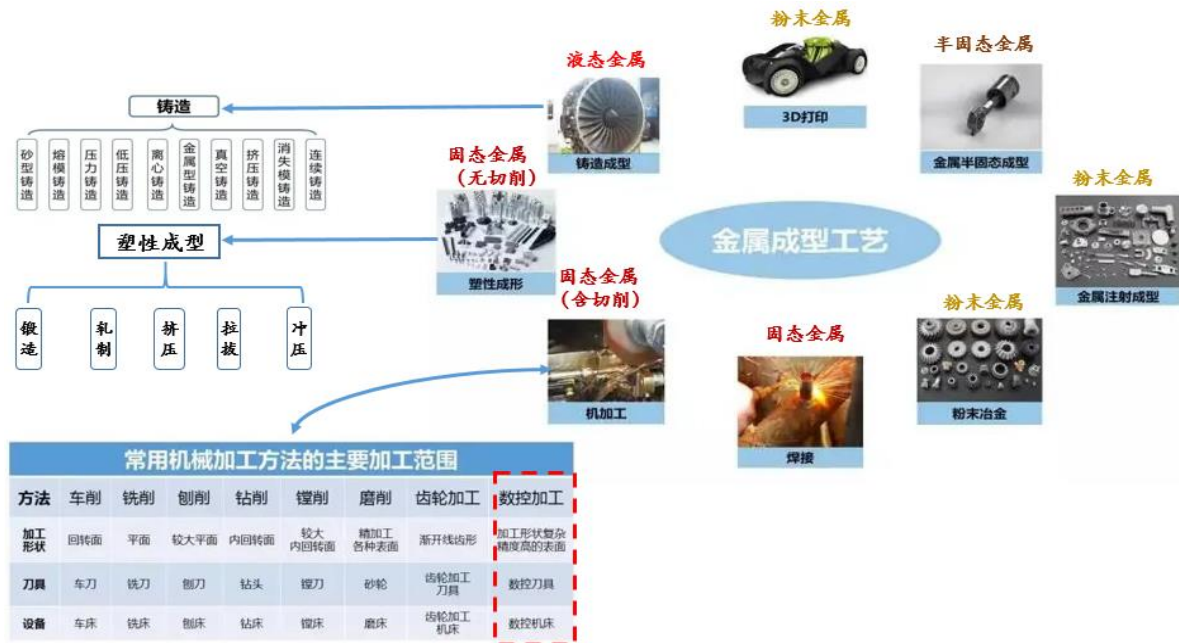 粉末金属
3D打印
半固态金属
金属半固态成型
液态金属
铸造成型
铸造
砂型铸造
熔模铸造
压力铸造
低压铸造
离心铸造
金属型铸造
真空铸造
挤压铸造
消失模铸造
连续铸造
固态金属
（无切削）
塑性成形
塑性成型
锻造
轧制
挤压
拉拔
冲压
金属成型工艺
粉末金属
金属注射成型
固态金属
（含切削）
机加工
固态金属
焊接
粉末金属
粉末冶金
常用机械加工方法的主要加工范围
方法 车削 铣削 刨削 钻削 镗削 磨削 齿轮加工 数控加工
加工
形状
回转面
平面
较大平面
内回转面
较大
内回转面
精加工
各种表面
渐开线齿形
加工形状复杂
精度高的表面
刀具
车刀
铣刀
刨刀
钻头
镗刀
砂轮
齿轮加工
刀具
数控刀具
设备
车床
铣床
刨床
钻床
镗床
磨床
齿轮加工
机床
数控机床